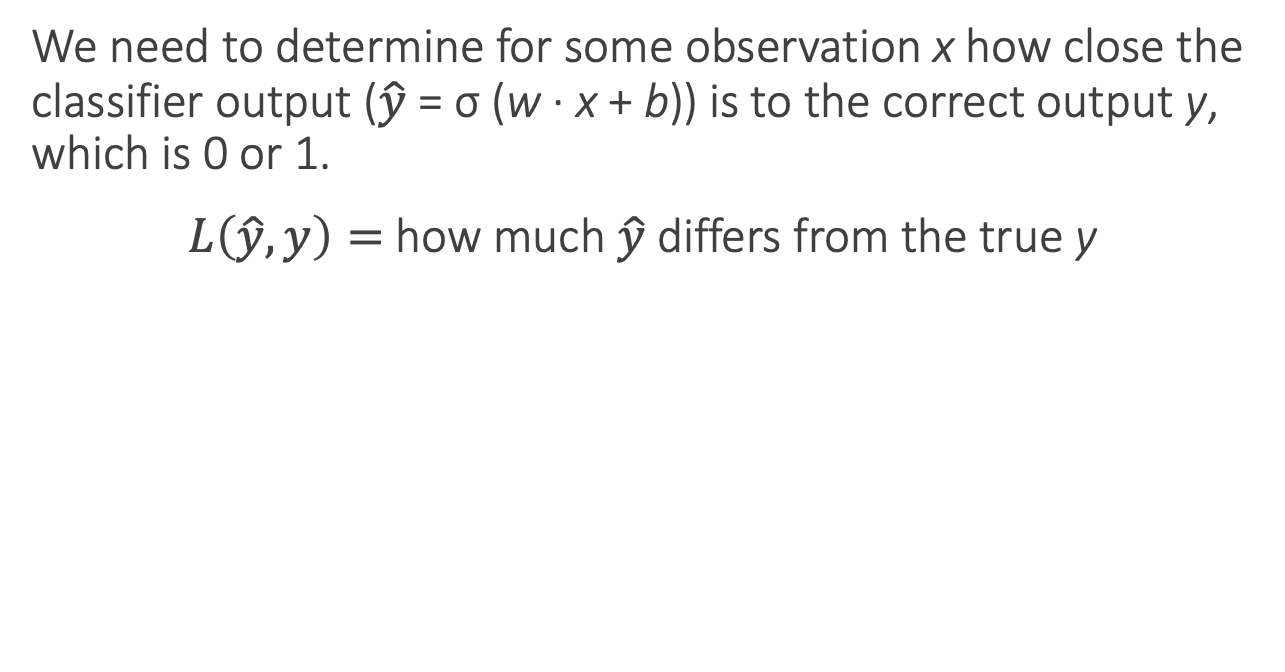 We need to determine for some observation x how close the
classifier output (ŷ = σ (w · x + b)) is to the correct output y,
which is 0 or 1.
L(ŷ, y) = how much ŷ differs from the true y